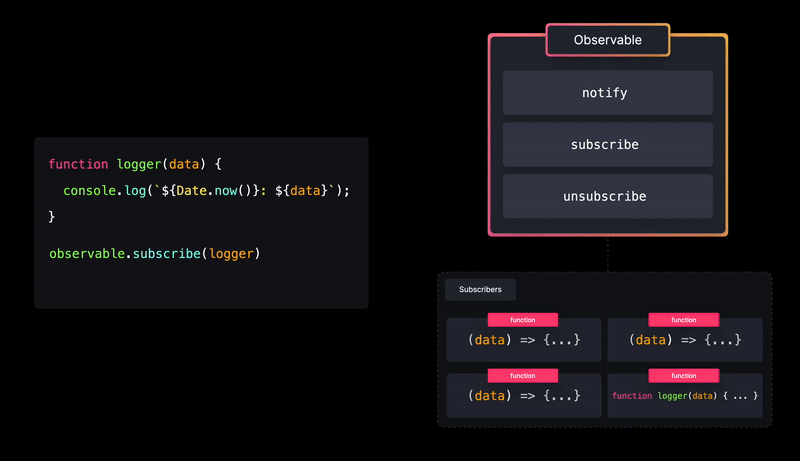 function logger(data) {
  console.log(`${Date.now()}: ${data}`);
}
observable.subscribe(logger)
Observable
notify
subscribe
unsubscribe
Subscribers
function
(data) => {...}
function
(data) => {...}
function
(data) => {...}
function
function logger(data) { ... }